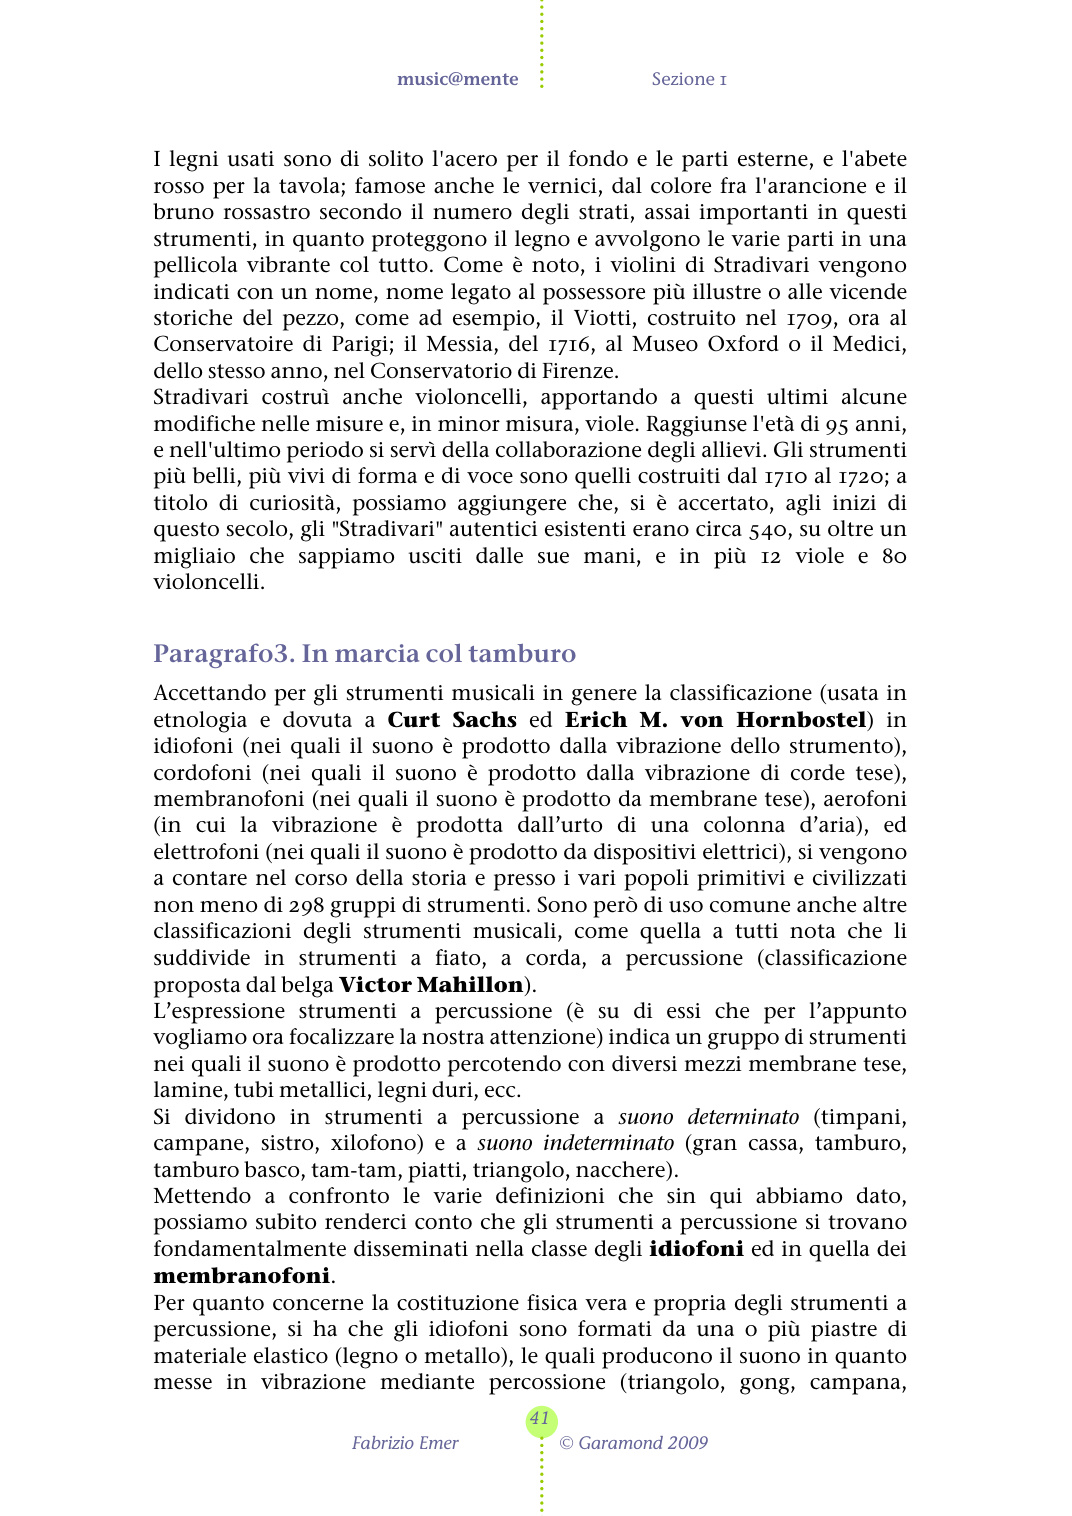 music@mente
Sezione 1
I legni usati sono di solito l'acero per il fondo e le parti esterne, e l'abete
rosso per la tavola; famose anche le vernici, dal colore fra l'arancione e il
bruno rossastro secondo il numero degli strati, assai importanti in questi
strumenti, in quanto proteggono il legno e avvolgono le varie parti in una
pellicola vibrante col tutto. Come è noto, i violini di Stradivari vengono
indicati con un nome, nome legato al possessore più illustre o alle vicende
storiche del pezzo, come ad esempio, il Viotti, costruito nel 1709, ora al
Conservatoire di Parigi; il Messia, del 1716, al Museo Oxford o il Medici,
dello stesso anno, nel Conservatorio di Firenze.
Stradivari costruì anche violoncelli, apportando a questi ultimi alcune
modifiche nelle misure e, in minor misura, viole. Raggiunse l'età di 95 anni,
e nell'ultimo periodo si servì della collaborazione degli allievi. Gli strumenti
più belli, più vivi di forma e di voce sono quelli costruiti dal 1710 al 1720; a
titolo di curiosità, possiamo aggiungere che, si è accertato, agli inizi di
questo secolo, gli "Stradivari" autentici esistenti erano circa 540, su oltre un
migliaio che sappiamo usciti dalle sue mani, e in più 12 viole e 80
violoncelli.
Paragrafo3. In marcia col tamburo
Accettando per gli strumenti musicali in genere la classificazione (usata in
etnologia e dovuta a Curt Sachs ed Erich M. von Hornbostel) in
idiofoni (nei quali il suono è prodotto dalla vibrazione dello strumento),
cordofoni (nei quali il suono è prodotto dalla vibrazione di corde tese),
membranofoni (nei quali il suono è prodotto da membrane tese), aerofoni
(in cui la vibrazione è prodotta dall’urto di una colonna d’aria), ed
elettrofoni (nei quali il suono è prodotto da dispositivi elettrici), si vengono
a contare nel corso della storia e presso i vari popoli primitivi e civilizzati
non meno di 298 gruppi di strumenti. Sono però di uso comune anche altre
classificazioni degli strumenti musicali, come quella a tutti nota che li
suddivide in strumenti a fiato, a corda, a percussione (classificazione
proposta dal belga Victor Mahillon).
L’espressione strumenti a percussione (è su di essi che per l’appunto
vogliamo ora focalizzare la nostra attenzione) indica un gruppo di strumenti
nei quali il suono è prodotto percotendo con diversi mezzi membrane tese,
lamine, tubi metallici, legni duri, ecc.
Si dividono in strumenti a percussione a suono determinato (timpani,
campane, sistro, xilofono) e a suono indeterminato (gran cassa, tamburo,
tamburo basco, tam-tam, piatti, triangolo, nacchere).
Mettendo a confronto le varie definizioni che sin qui abbiamo dato,
possiamo subito renderci conto che gli strumenti a percussione si trovano
fondamentalmente disseminati nella classe degli idiofoni ed in quella dei
membranofoni.
Per quanto concerne la costituzione fisica vera e propria degli strumenti a
percussione, si ha che gli idiofoni sono formati da una o più piastre di
materiale elastico (legno o metallo), le quali producono il suono in quanto
messe in vibrazione mediante percossione (triangolo, gong, campana,
41
Fabrizio Emer
© Garamond 2009